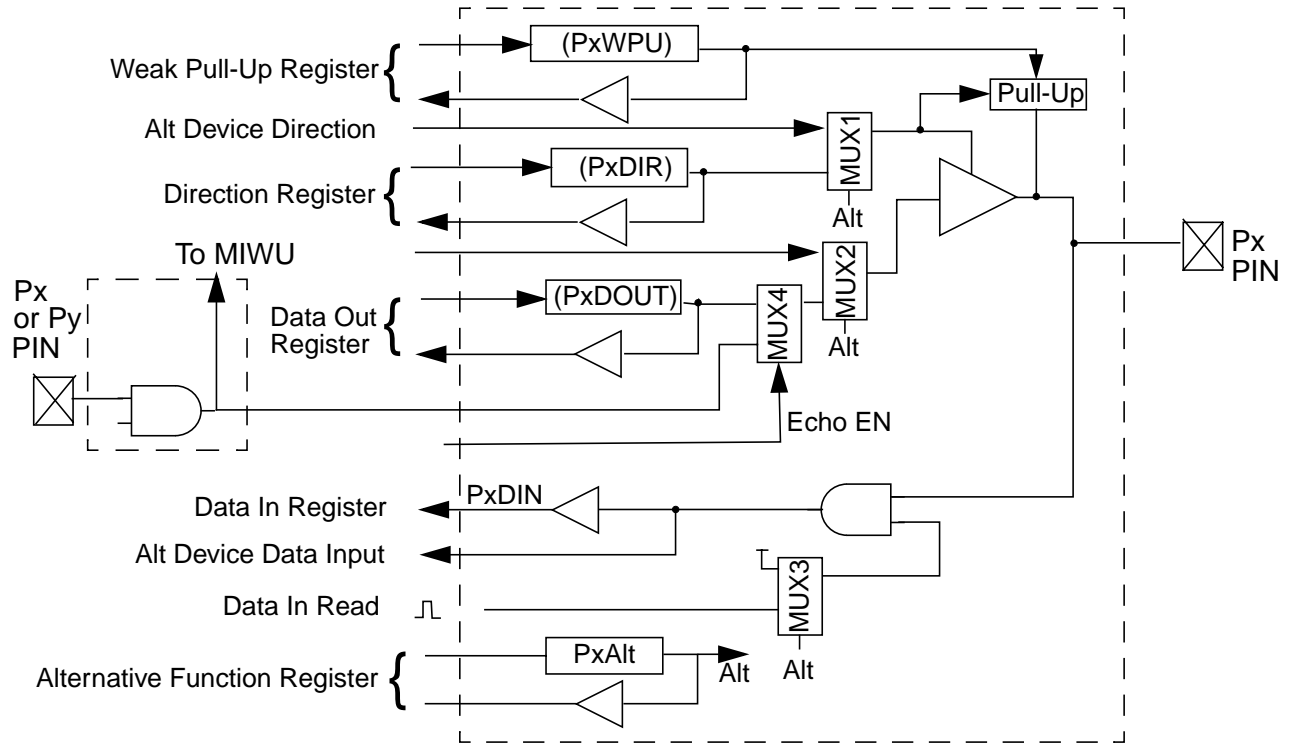 (PxWPU)
Weak Pull-Up Register
Pull-Up
Alt Device Direction
MUX1
(PxDIR)
Direction Register
Alt
To MIWU
MUX2
Px
PIN
Px
or Py
PIN
(PxDOUT)
Data Out
Register
MUX4
Alt
Echo EN
PxDIN
Data In Register
Alt Device Data Input
MUX3
Data In Read
Alt
PxAlt
Alt
Alternative Function Register